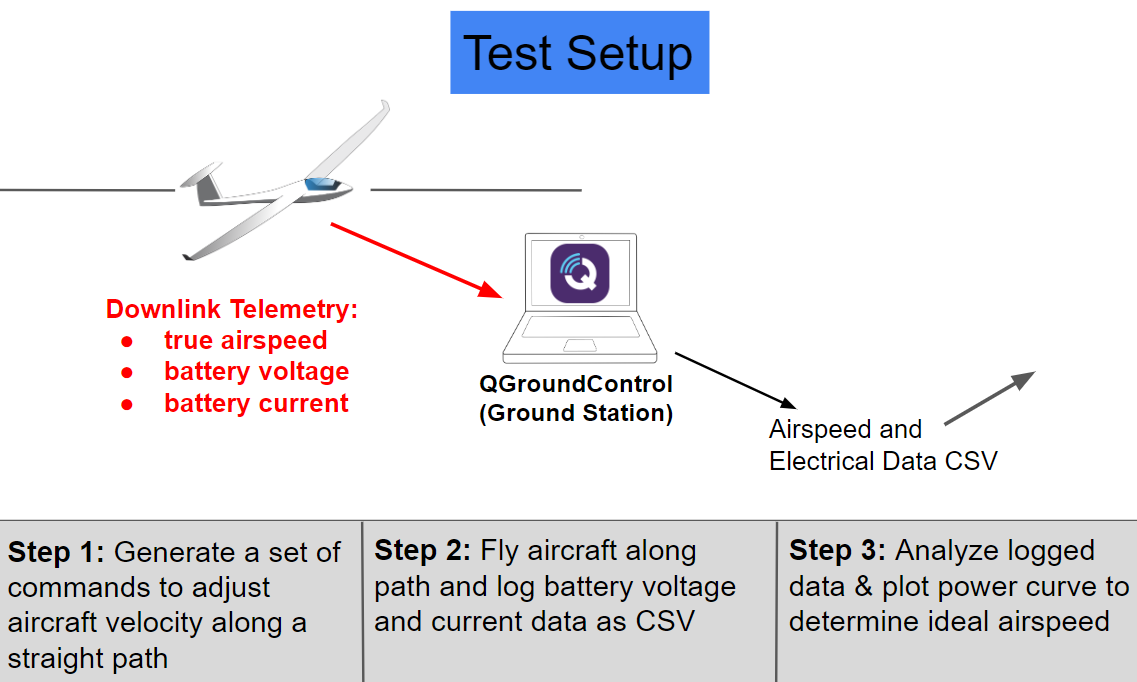 Test Setup
Downlink Telemetry:
● true airspeed
● battery voltage
● battery current
QGroundControl
(Ground Station)
Airspeed and
Electrical Data CSV
Step 1: Generate a set of
commands to adjust
aircraft velocity along a
straight path
Step 2: Fly aircraft along
path and log battery voltage
and current data as CSV
Step 3: Analyze logged
data & plot power curve to
determine ideal airspeed